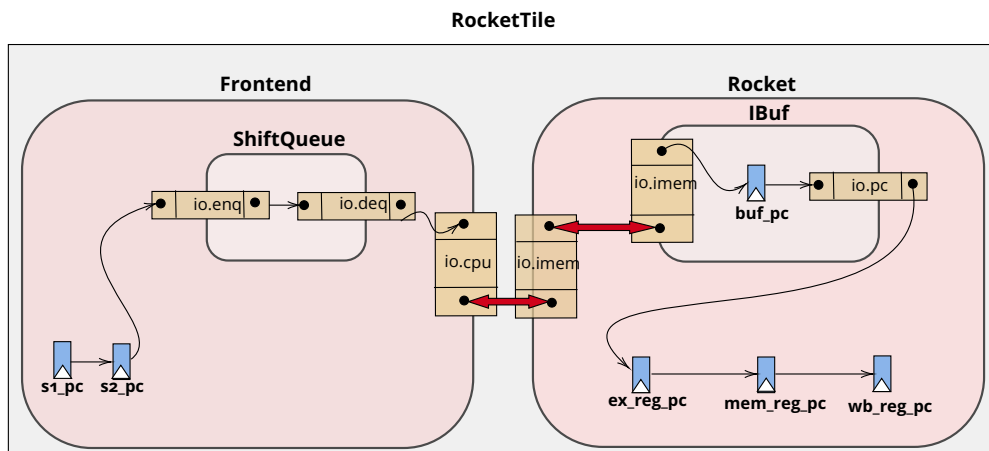 RocketTile
Frontend
Rocket
IBuf
ShiftQueue
io.enq
io.deq
io.cpu
io.imem
io.imem
buf_pc
io.pc
s1_pc
s2_pc
ex_reg_pc
mem_reg_pc
wb_reg_pc